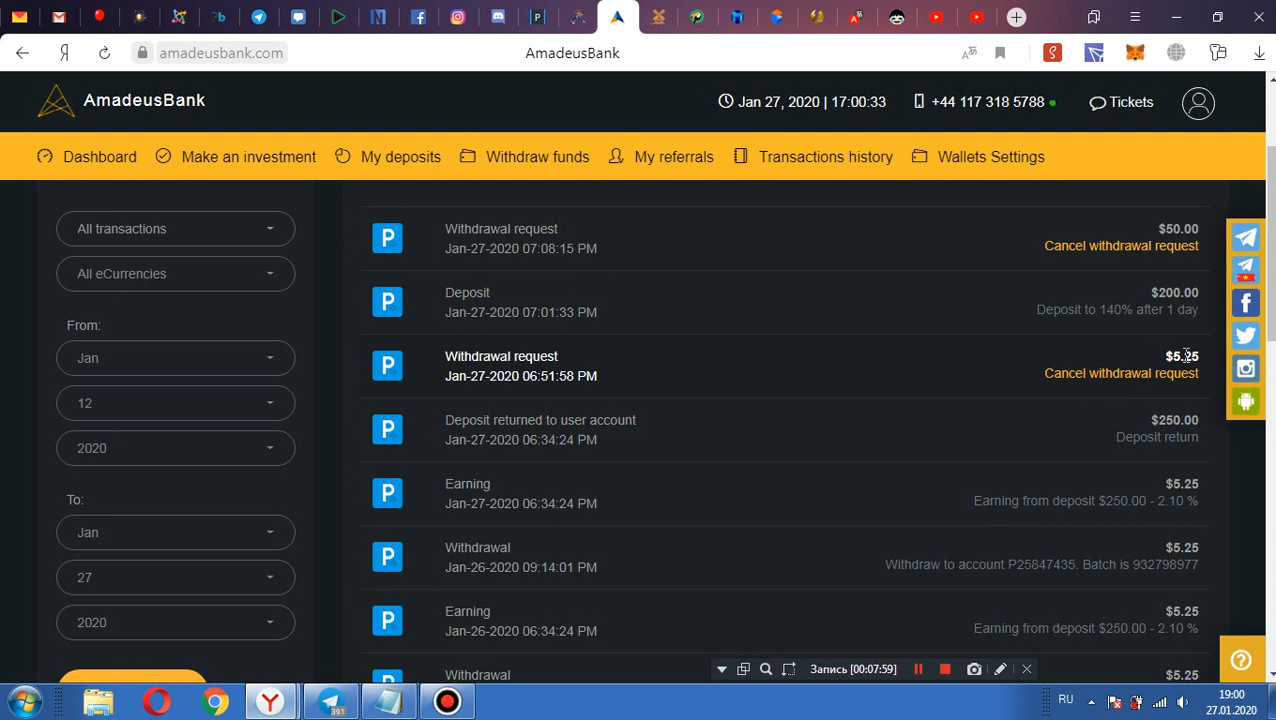 amadeusbank.com
AmadeusBank
AmadeusBank
Jan 27, 2020 | 17:00:33
+44 117 318 5788
Tickets
Dashboard
Make an investment
My deposits
Withdraw funds
My referrals
Transactions history
Wallets Settings
All transactions
All eCurrencies
From:
Jan
12
2020
To:
Jan
27
2020
Withdrawal request
$50.00
Jan-27-2020 07:08:15 PM
Cancel withdrawal request
Deposit
$200.00
Jan-27-2020 07:01:33 PM
Deposit to 140% after 1 day
Withdrawal request
$5.25
Jan-27-2020 06:51:58 PM
Cancel withdrawal request
Deposit returned to user account
$250.00
Jan-27-2020 06:34:24 PM
Deposit return
Earning
$5.25
Jan-27-2020 06:34:24 PM
Earning from deposit $250.00 - 2.10 %
Withdrawal
$5.25
Jan-26-2020 09:14:01 PM
Withdraw to account P25847435. Batch is 932798977
Earning
$5.25
Jan-26-2020 06:34:24 PM
Earning from deposit $250.00 - 2.10 %
Withdrawal
$5.25
Запись [00:07:59]
391
RU
19:00
27.01.2020